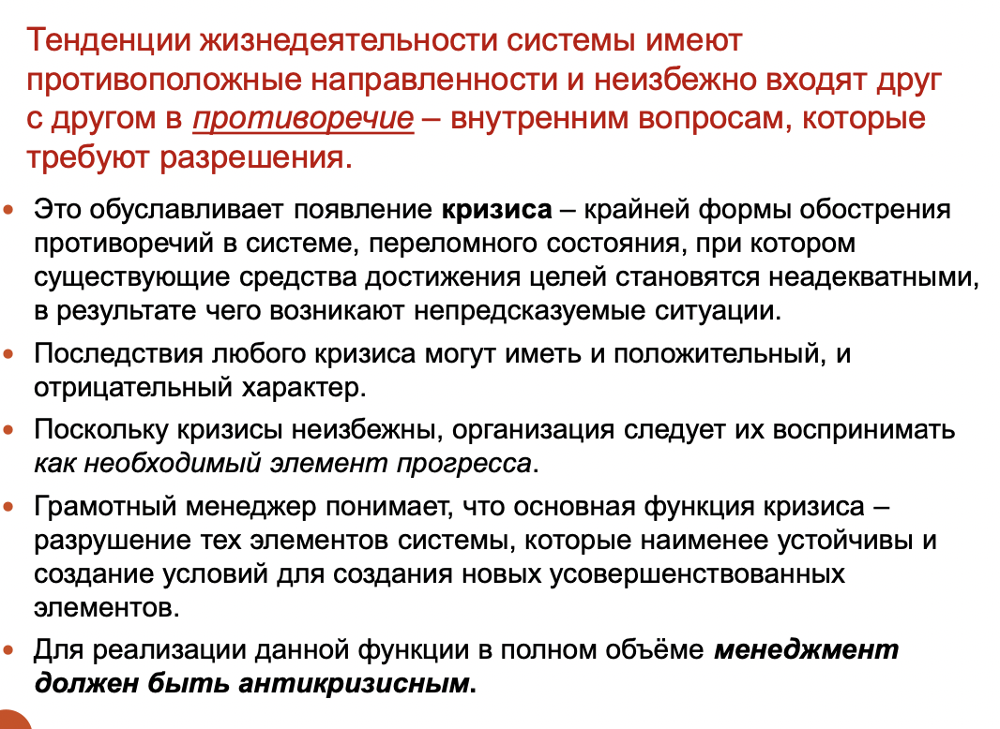 Тенденции жизнедеятельности системы имеют
противоположные направленности и неизбежно входят друг
с другом в противоречие – внутренним вопросам, которые
требуют разрешения.
• Это обуславливает появление кризиса – крайней формы обострения
противоречий в системе, переломного состояния, при котором
существующие средства достижения целей становятся неадекватными,
в результате чего возникают непредсказуемые ситуации.
• Последствия любого кризиса могут иметь и положительный, и
отрицательный характер.
• Поскольку кризисы неизбежны, организация следует их воспринимать
как необходимый элемент прогресса.
• Грамотный менеджер понимает, что основная функция кризиса –
разрушение тех элементов системы, которые наименее устойчивы и
создание условий для создания новых усовершенствованных
элементов.
• Для реализации данной функции в полном объёме менеджмент
должен быть антикризисным.